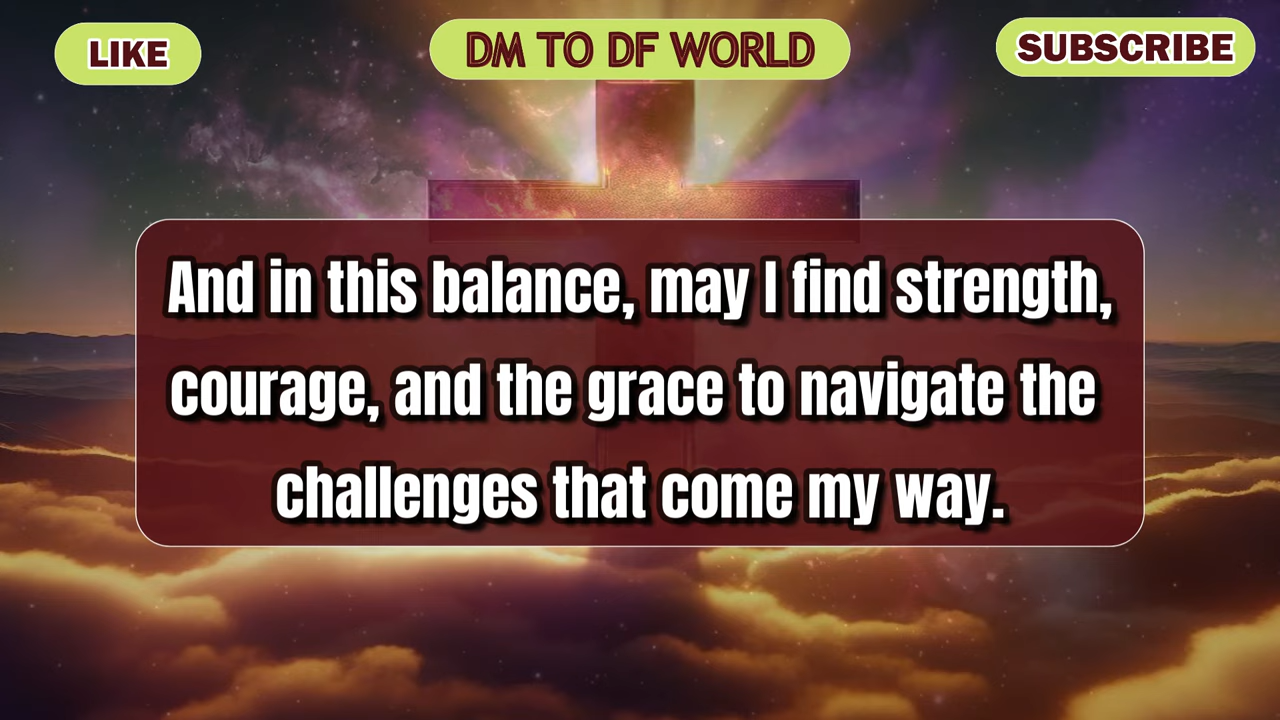 LIKE
DM TO DF WORLD
SUBSCRIBE
And in this balance, may I find strength,
courage, and the grace to navigate the
challenges that come my way.